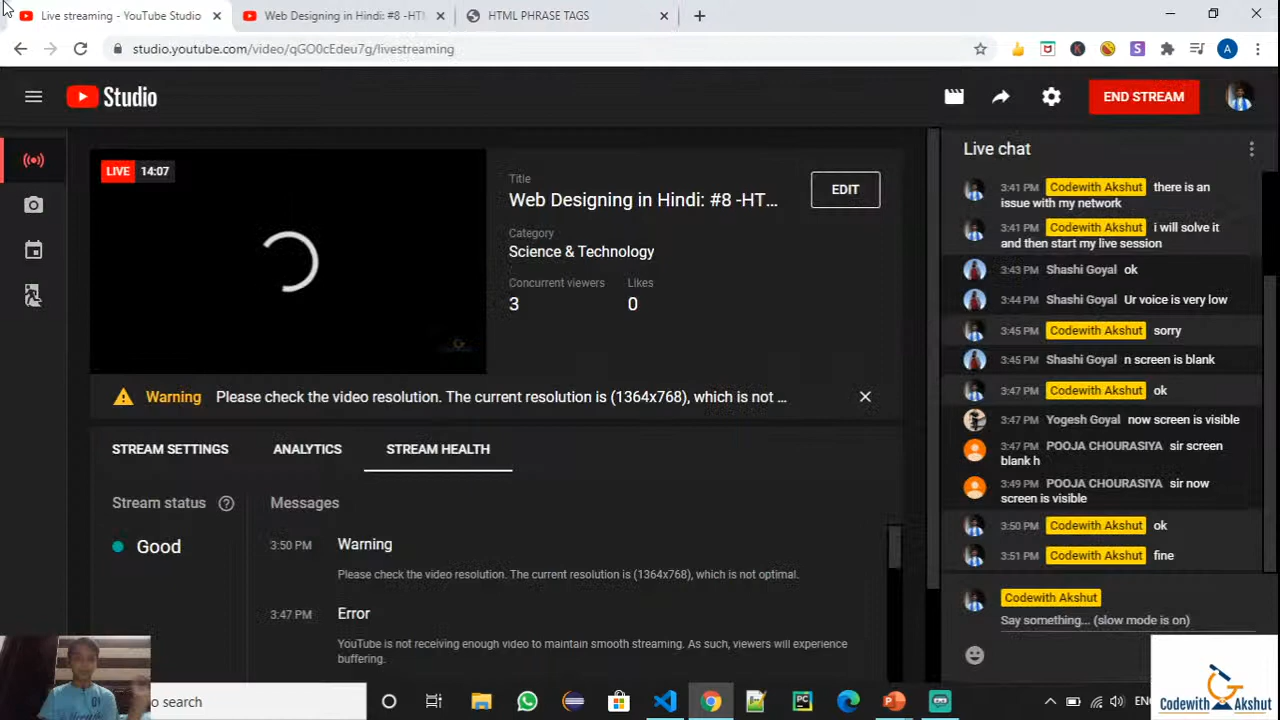 Live streaming - YouTube Studio
Web Designing in Hindi: #8 -HT
HTML PHRASE TAGS
studio.youtube.com/video/qGO0cEdeu7g/livestreaming
A
Studio
END STREAM
LIVE 14:07
Title
Web Designing in Hindi: #8 -HT...
EDIT
Category
Science & Technology
Concurrent viewers
Likes
3
0
Warning Please check the video resolution. The current resolution is (1364x768), which is not ...
STREAM SETTINGS
ANALYTICS
STREAM HEALTH
Stream status
Good
Messages
3:50 PM Warning
Please check the video resolution. The current resolution is (1364x768), which is not optimal.
3:47 PM Error
YouTube is not receiving enough video to maintain smooth streaming. As such, viewers will experience
buffering.
Live chat
3:41 PM Codewith Akshut there is an
issue with my network
3:41 PM Codewith Akshut i will solve it
and then start my live session
3:43 PM Shashi Goyal ok
3:44 PM Shashi Goyal Ur voice is very low
3:45 PM Codewith Akshut sorry
3:45 PM Shashi Goyal n screen is blank
3:47 PM Codewith Akshut ok
3:47 PM Yogesh Goyal now screen is visible
3:47 PM POOJA CHOURASIYA sir screen
blank h
3:49 PM POOJA CHOURASIYA sir now
screen is visible
3:50 PM Codewith Akshut ok
3:51 PM Codewith Akshut fine
Codewith Akshut
Say something... (slow mode is on)
o search
Codewith Akshut